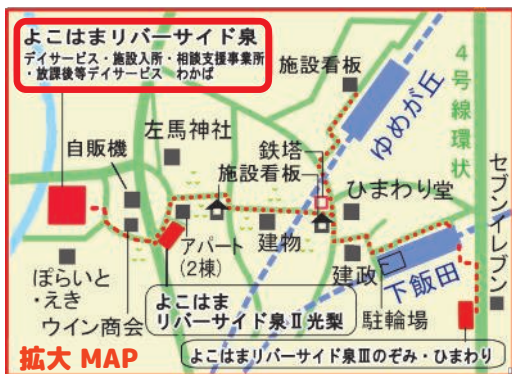 よこはまリバーサイド泉
デイサービス・施設入所・相談支援事業所
・放課後等デイサービス わかば
施設看板
ゆめが丘
4号線環状
左馬神社
自販機
鉄塔
施設看板
ひまわり堂
セブンイレブン
アパート
(2棟)
建物
建政
下飯田
ぽらいと
・えき
ウイン商会
よこはま
リバーサイド泉Ⅱ光梨
駐輪場
よこはまリバーサイド泉Ⅲのぞみ・ひまわり
拡大 MAP